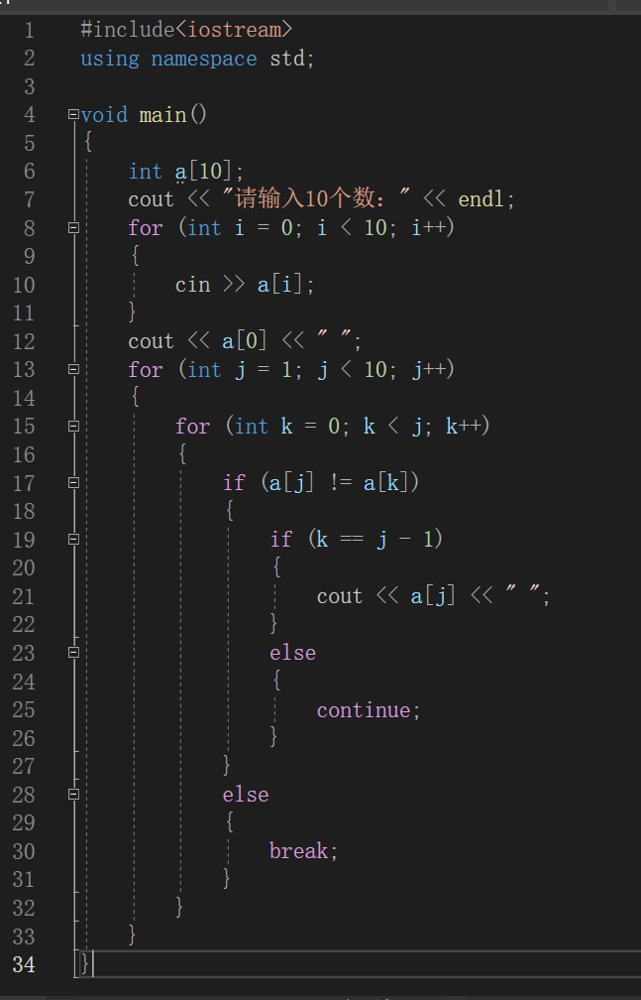 1 #include<iostream>
2 using namespace std;
3
4 void main()
5 {
6 int a[10];
7 cout << "请输入10个数：" << endl;
8 for (int i = 0; i < 10; i++)
9 {
10 cin >> a[i];
11 }
12 cout << a[0] << " ";
13 for (int j = 1; j < 10; j++)
14 {
15 for (int k = 0; k < j; k++)
16 {
17 if (a[j] != a[k])
18 {
19 if (k == j - 1)
20 {
21 cout << a[j] << " ";
22 }
23 else
24 {
25 continue;
26 }
27 }
28 else
29 {
30 break;
31 }
32 }
33 }
34 }